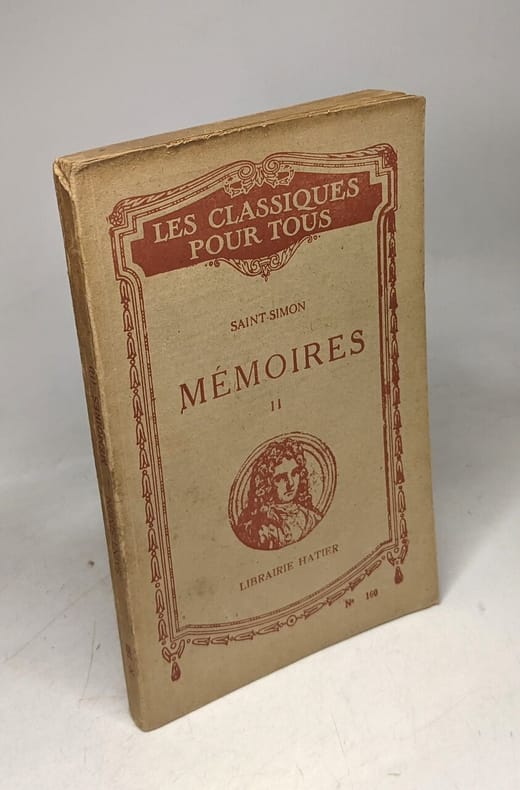 LES CLASSIQUES
POUR TOUS
SAINT-SIMON
MÉMOIRES
II
LIBRAIRIE HATIER
No 160